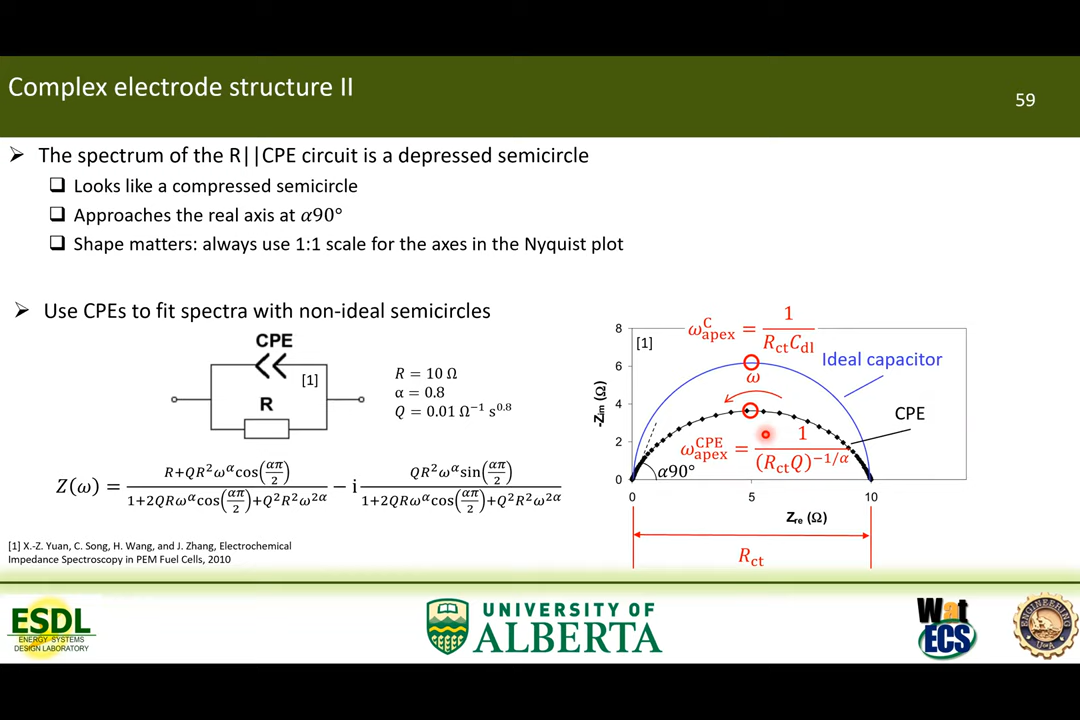 Complex electrode structure II
59
➢ The spectrum of the R||CPE circuit is a depressed semicircle
❑ Looks like a compressed semicircle
❑ Approaches the real axis at 𝛼90°
❑ Shape matters: always use 1:1 scale for the axes in the Nyquist plot
➢ Use CPEs to fit spectra with non-ideal semicircles
CPE
[1]
R
R = 10 Ω
α = 0.8
Q = 0.01 Ω⁻¹ s^0.8
Z(ω) = (R+QR²ω^α cos(απ/2)) / (1+2QRω^α cos(απ/2)+Q²R²ω^2α) − i (QR²ω^α sin(απ/2)) / (1+2QRω^α cos(απ/2)+Q²R²ω^2α)
[1] X.-Z. Yuan, C. Song, H. Wang, and J. Zhang, Electrochemical
Impedance Spectroscopy in PEM Fuel Cells, 2010
[1]
ω^C_apex = 1 / (R_ct C_dl)
Ideal capacitor
ω
CPE
ω^CPE_apex = 1 / (R_ct Q)^−1/α
α90°
-Z_im (Ω)
8
6
4
2
0
0 5 10
Z_re (Ω)
R_ct
ESDL
ENERGY SYSTEMS
DESIGN LABORATORY
UNIVERSITY OF
ALBERTA
Wat
ECS
ENGINEERING
U of A